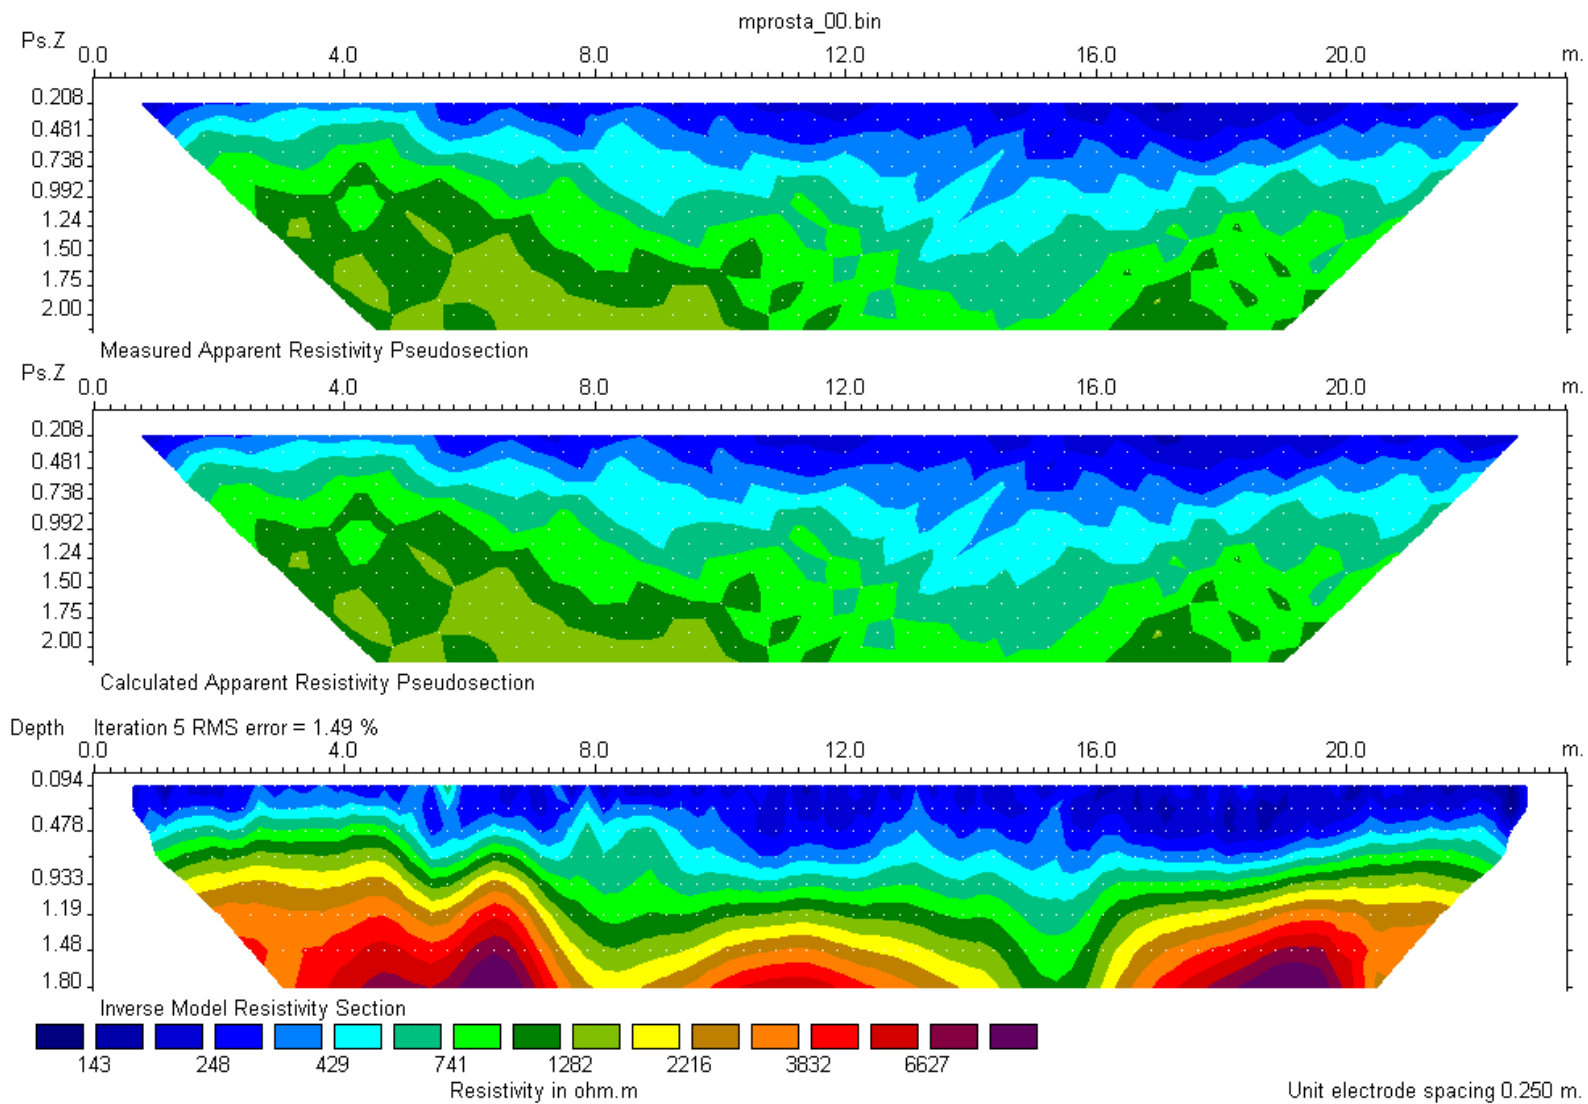 mprosta_00.bin
Ps.Z 0.0 4.0 8.0 12.0 16.0 20.0 m.
0.208
0.481
0.738
0.992
1.24
1.50
1.75
2.00
Measured Apparent Resistivity Pseudosection
Ps.Z 0.0 4.0 8.0 12.0 16.0 20.0 m.
0.208
0.481
0.738
0.992
1.24
1.50
1.75
2.00
Calculated Apparent Resistivity Pseudosection
Depth Iteration 5 RMS error = 1.49 %
0.0 4.0 8.0 12.0 16.0 20.0 m.
0.094
0.478
0.933
1.19
1.48
1.80
Inverse Model Resistivity Section
143 248 429 741 1282 2216 3832 6627
Resistivity in ohm.m Unit electrode spacing 0.250 m.